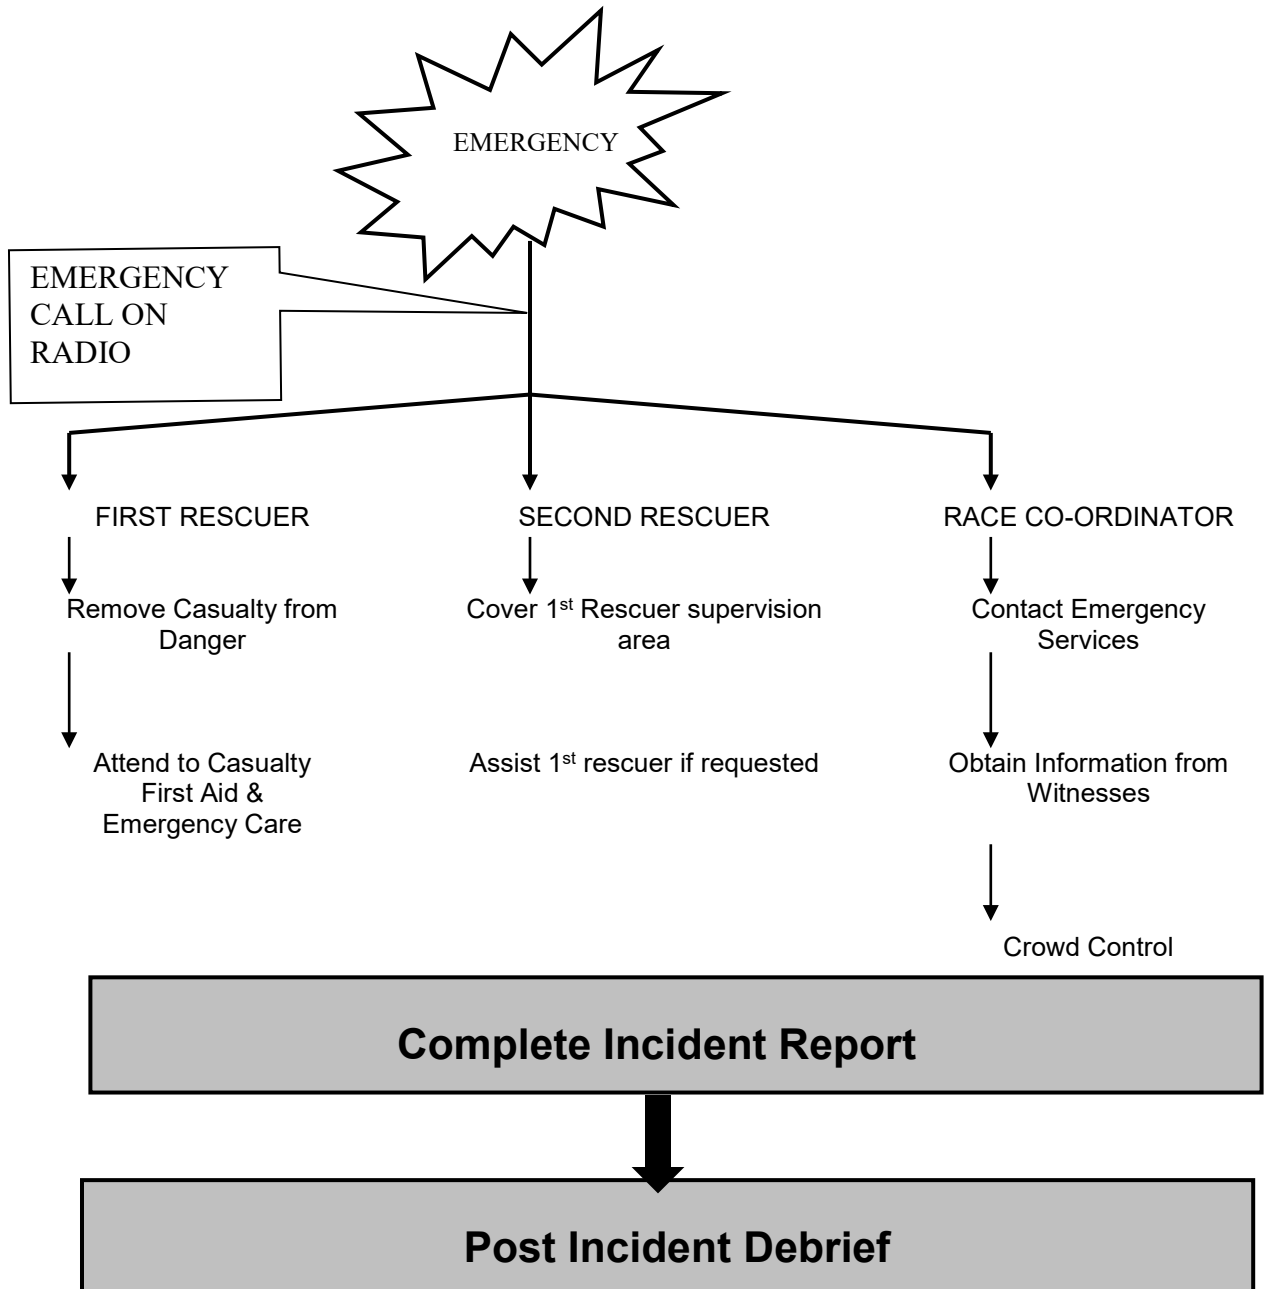 EMERGENCY
EMERGENCY
CALL ON
RADIO
FIRST RESCUER
SECOND RESCUER
RACE CO-ORDINATOR
Remove Casualty from
Danger
Cover 1st Rescuer supervision
area
Contact Emergency
Services
Attend to Casualty
First Aid &
Emergency Care
Assist 1st rescuer if requested
Obtain Information from
Witnesses
Crowd Control
Complete Incident Report
Post Incident Debrief